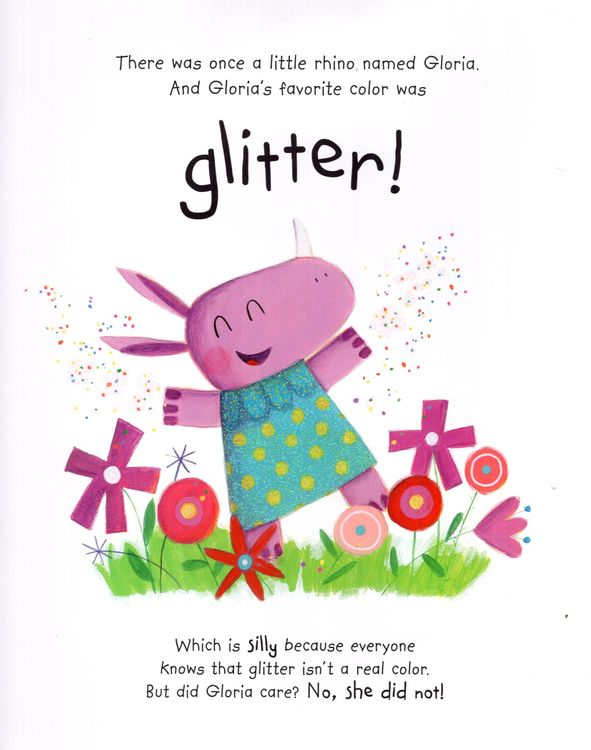 There was once a little rhino named Gloria.
And Gloria's favorite color was
glitter!
Which is silly because everyone
knows that glitter isn't a real color.
But did Gloria care? No, she did not!